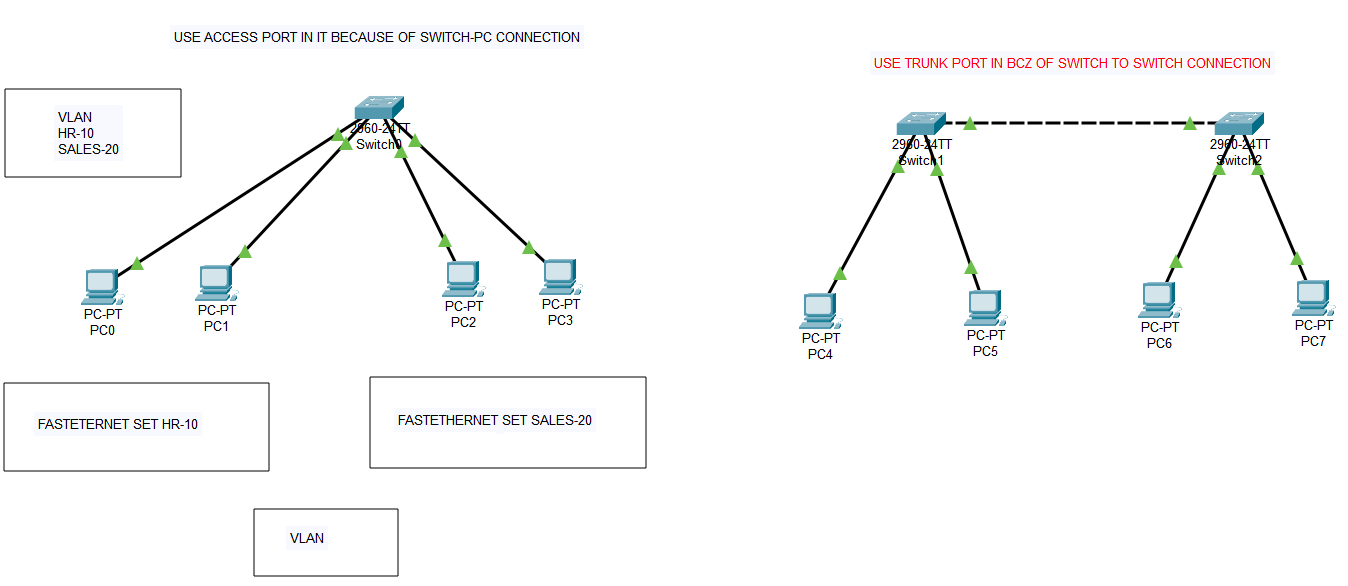 USE ACCESS PORT IN IT BECAUSE OF SWITCH-PC CONNECTION
VLAN
HR-10
SALES-20
2960-24TT
Switch0
PC-PT
PC0
PC-PT
PC1
PC-PT
PC2
PC-PT
PC3
FASTETERNET SET HR-10
FASTETHERNET SET SALES-20
VLAN
USE TRUNK PORT IN BCZ OF SWITCH TO SWITCH CONNECTION
2960-24TT
Switch1
2960-24TT
Switch2
PC-PT
PC4
PC-PT
PC5
PC-PT
PC6
PC-PT
PC7